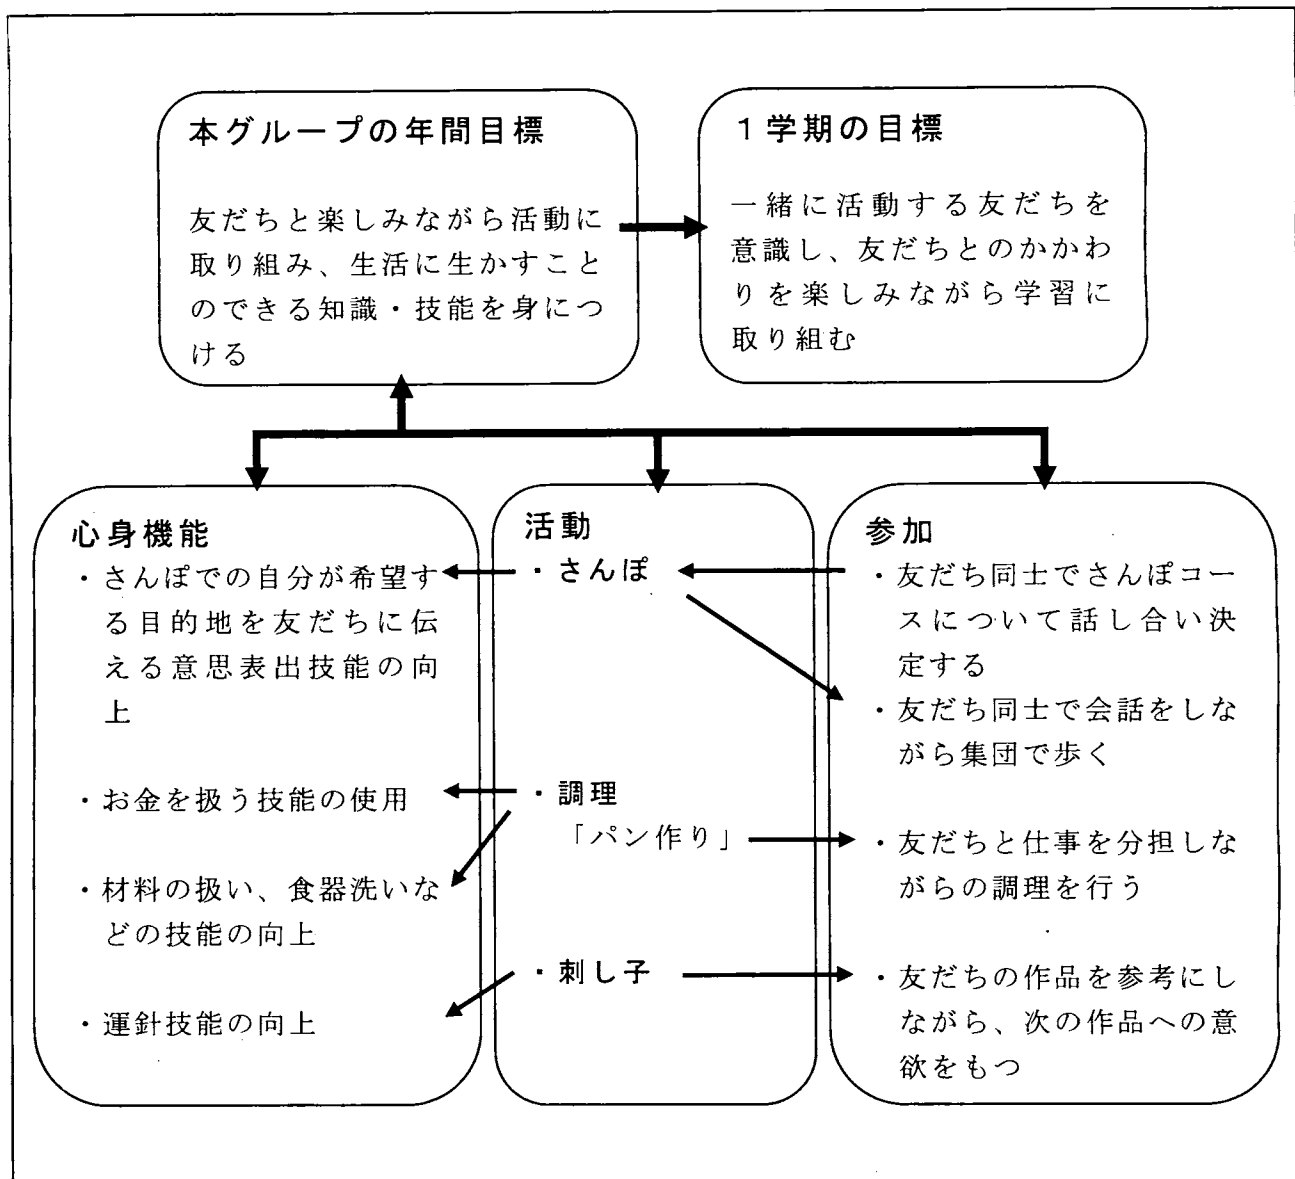 本グループの年間目標
友だちと楽しみながら活動に
取り組み、生活に生かすこと
のできる知識・技能を身につ
ける
1学期の目標
一緒に活動する友だちを
意識し、友だちとのかかわ
りを楽しみながら学習に
取り組む
心身機能
・さんぽでの自分が希望す
る目的地を友だちに伝
える意思表出技能の向
上
・お金を扱う技能の使用
・材料の扱い、食器洗いな
どの技能の向上
・運針技能の向上
活動
・さんぽ
・調理
「パン作り」
・刺し子
参加
・友だち同士でさんぽコー
スについて話し合い決
定する
・友だち同士で会話をしな
がら集団で歩く
・友だちと仕事を分担しな
がらの調理を行う
・友だちの作品を参考にし
ながら、次の作品への意
欲をもつ